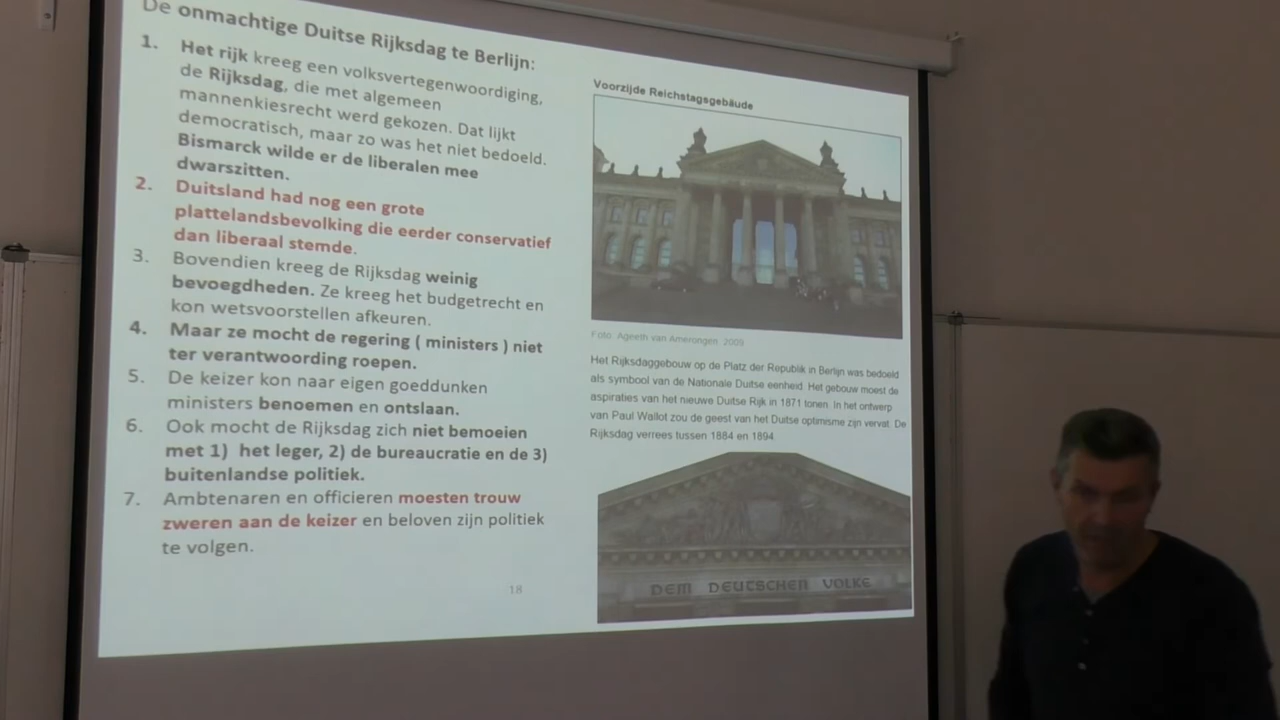 De onmachtige Duitse Rijksdag te Berlijn:
1. Het rijk kreeg een volksvertegenwoordiging,
de Rijksdag, die met algemeen
mannenkiesrecht werd gekozen. Dat lijkt
democratisch, maar zo was het niet bedoeld.
Bismarck wilde er de liberalen mee
dwarszitten.
2. Duitsland had nog een grote
plattelandsbevolking die eerder conservatief
dan liberaal stemde.
3. Bovendien kreeg de Rijksdag weinig
bevoegdheden. Ze kreeg het budgetrecht en
kon wetsvoorstellen afkeuren.
4. Maar ze mocht de regering ( ministers ) niet
ter verantwoording roepen.
5. De keizer kon naar eigen goeddunken
ministers benoemen en ontslaan.
6. Ook mocht de Rijksdag zich niet bemoeien
met 1) het leger, 2) de bureaucratie en de 3)
buitenlandse politiek.
7. Ambtenaren en officieren moesten trouw
zweren aan de keizer en beloven zijn politiek
te volgen.
18
Voorzijde Reichstagsgebäude
Foto: Ageeth van Amerongen, 2009
Het Rijksdaggebouw op de Platz der Republik in Berlijn was bedoeld
als symbool van de Nationale Duitse eenheid. Het gebouw moest de
aspiraties van het nieuwe Duitse Rijk in 1871 tonen. In het ontwerp
van Paul Wallot zou de geest van het Duitse optimisme zijn vervat. De
Rijksdag verrees tussen 1884 en 1894.
DEM DEUTSCHEN VOLKE